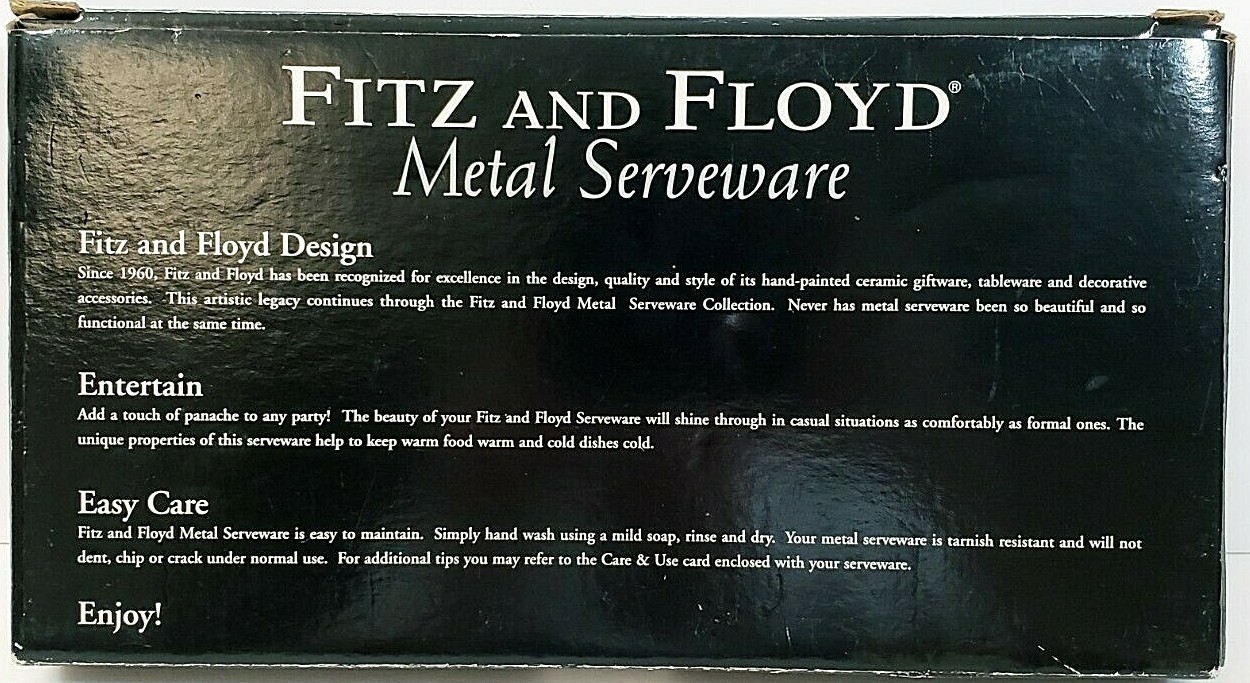 FITZ AND FLOYD®
Metal Serveware
Fitz and Floyd Design
Since 1960, Fitz and Floyd has been recognized for excellence in the design, quality and style of its hand-painted ceramic giftware, tableware and decorative
accessories. This artistic legacy continues through the Fitz and Floyd Metal Serveware Collection. Never has metal serveware been so beautiful and so
functional at the same time.
Entertain
Add a touch of panache to any party! The beauty of your Fitz and Floyd Serveware will shine through in casual situations as comfortably as formal ones. The
unique properties of this serveware help to keep warm food warm and cold dishes cold.
Easy Care
Fitz and Floyd Metal Serveware is easy to maintain. Simply hand wash using a mild soap, rinse and dry. Your metal serveware is tarnish resistant and will not
dent, chip or crack under normal use. For additional tips you may refer to the Care & Use card enclosed with your serveware.
Enjoy!